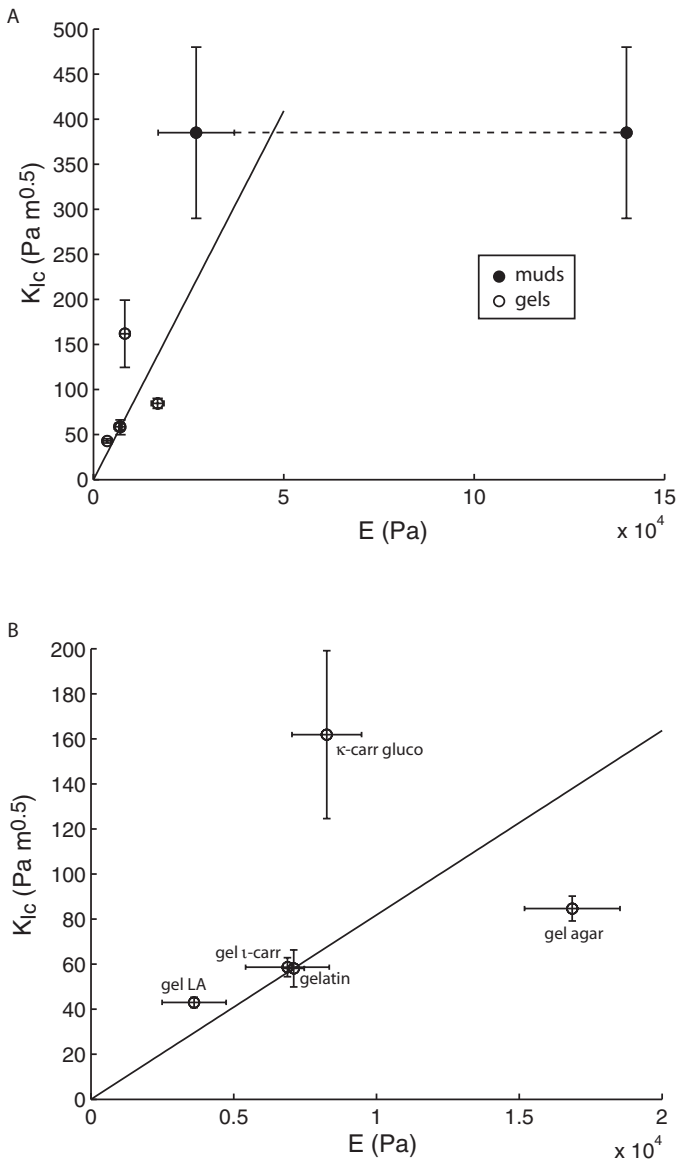 A
500
450
400
350
300
250
200
150
100
50
0
K_Ic (Pa m^0.5)
muds
gels
0
5
10
15
E (Pa)
x 10^4
B
200
180
160
140
120
100
80
60
40
20
0
K_Ic (Pa m^0.5)
κ-carr gluco
gel agar
gel ι-carr
gelatin
gel LA
0
0.5
1
1.5
2
E (Pa)
x 10^4